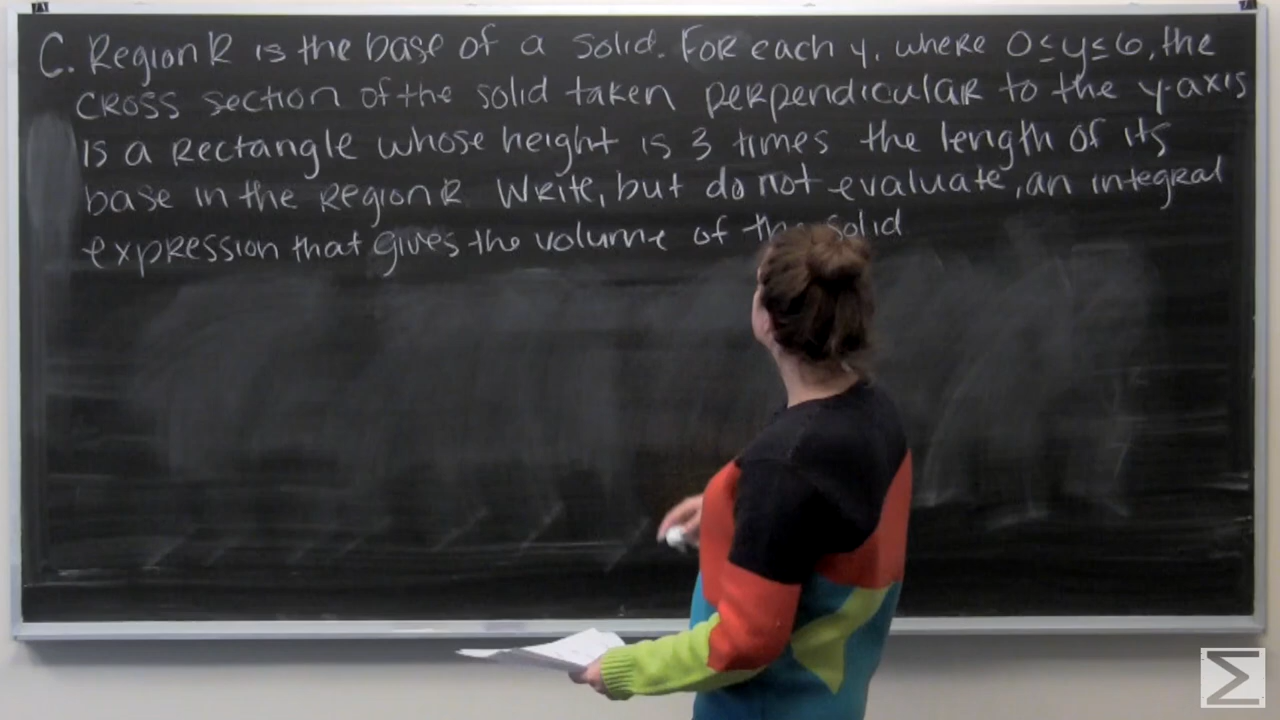 C. Region R is the base of a solid. For each y, where 0≤y≤6, the
cross section of the solid taken perpendicular to the y-axis
is a rectangle whose height is 3 times the length of its
base in the region R Write, but do not evaluate, an integral
expression that gives the volume of the solid
Σ